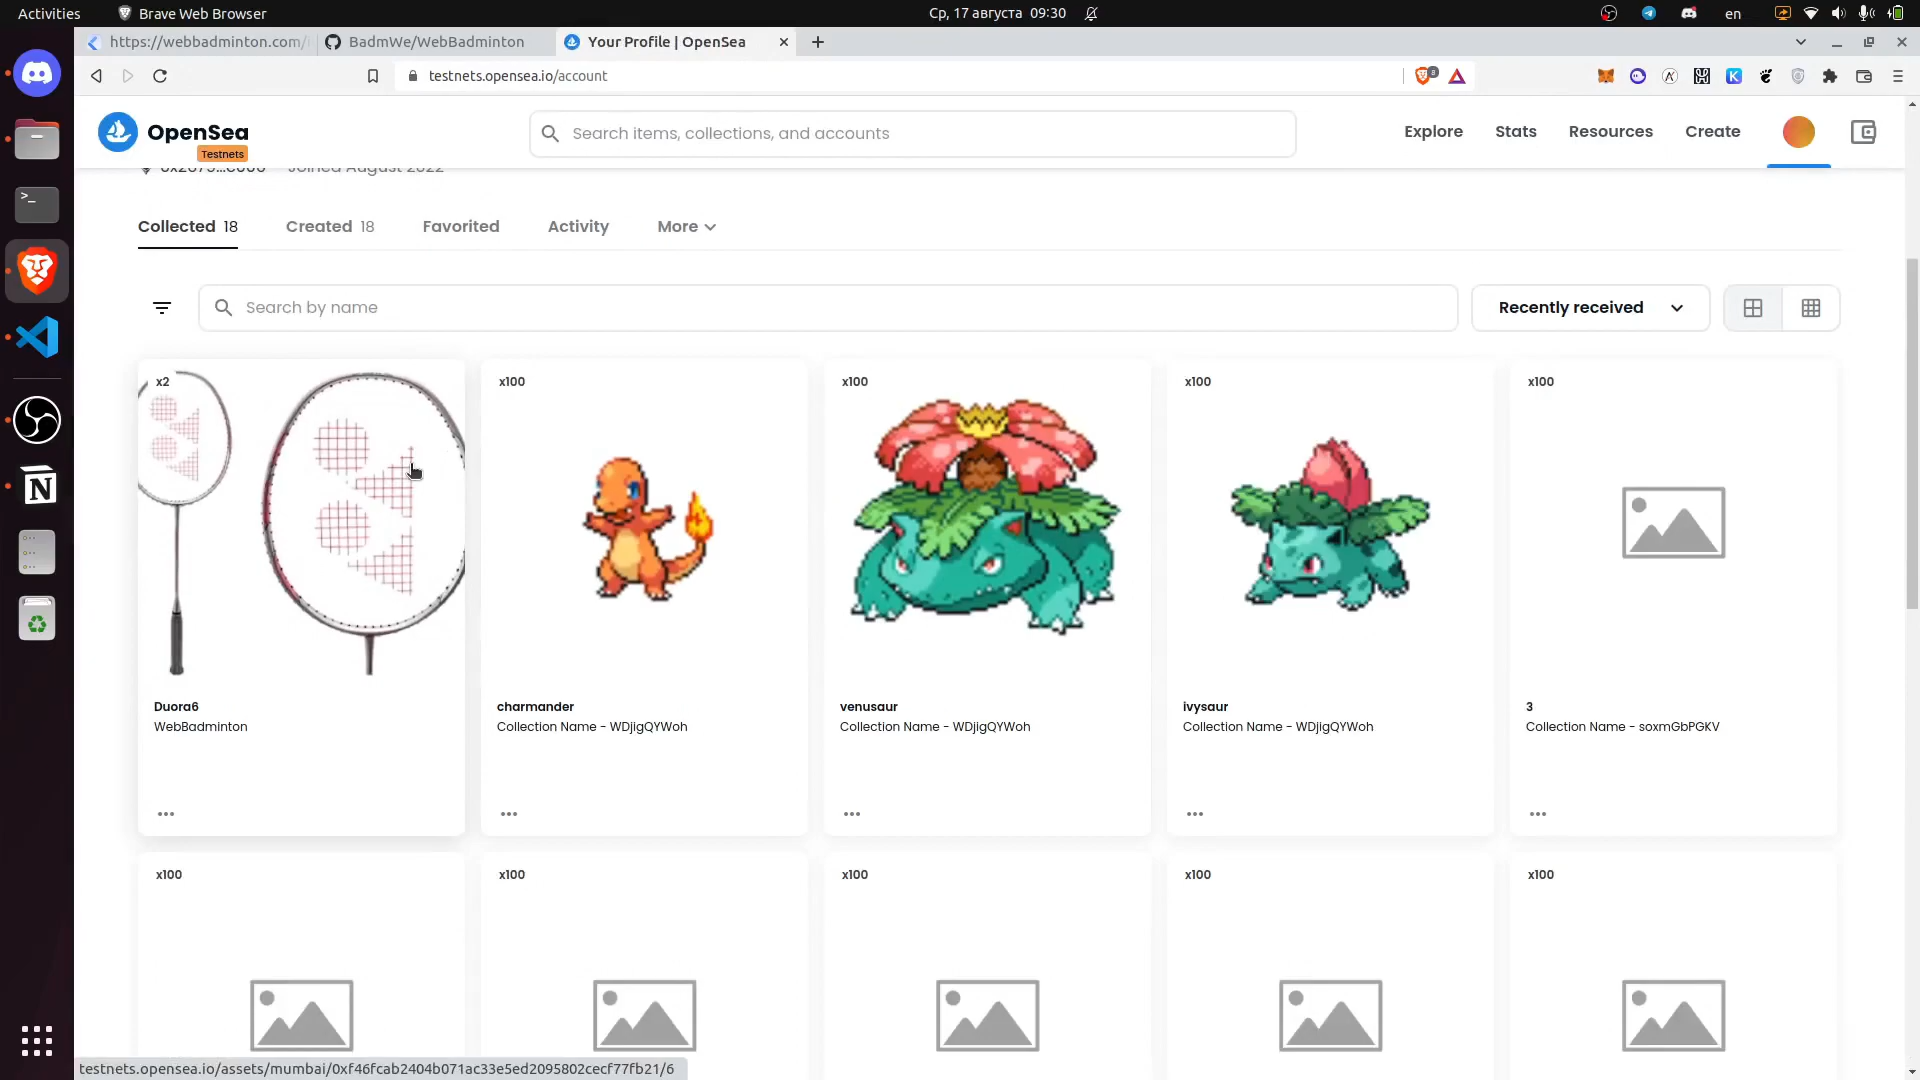 Activities
Brave Web Browser
Ср, 17 августа 09:30
en
https://webbadminton.com/
BadmWe/WebBadminton
Your Profile | OpenSea
testnets.opensea.io/account
8
OpenSea
Testnets
Search items, collections, and accounts
Explore
Stats
Resources
Create
Joined August 2022
Collected 18
Created 18
Favorited
Activity
More
Search by name
Recently received
x2
x100
x100
x100
x100
Duora6
WebBadminton
charmander
Collection Name - WDjigQYWoh
venusaur
Collection Name - WDjigQYWoh
ivysaur
Collection Name - WDjigQYWoh
3
Collection Name - soxmGbPGKV
x100
x100
x100
x100
x100
testnets.opensea.io/assets/mumbai/0xf46fcab2404b071ac33e5ed2095802cecf77fb21/6